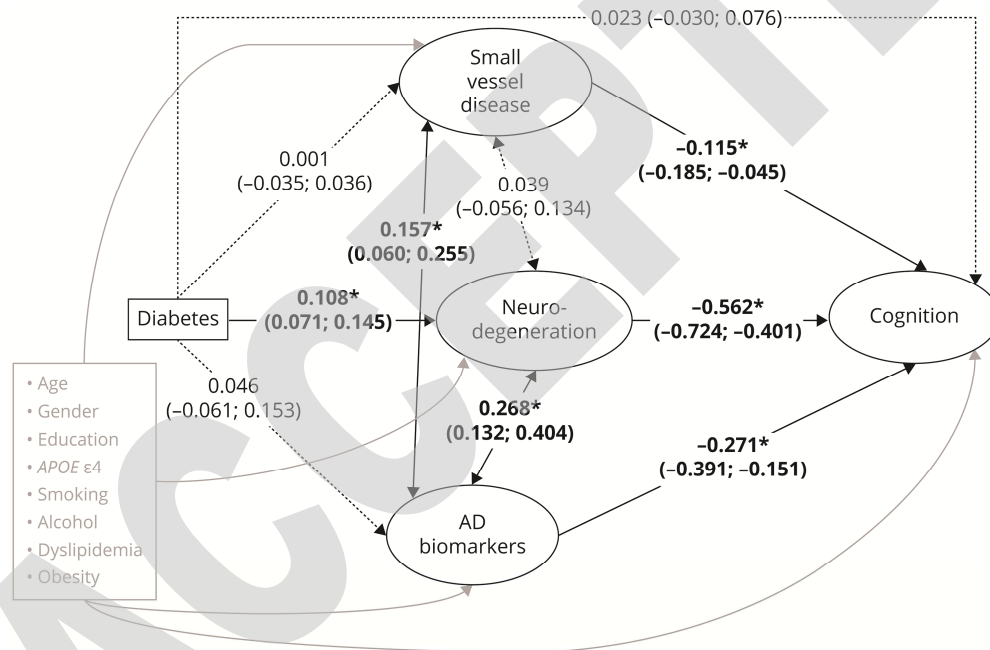 0.023 (–0.030; 0.076)
Small
vessel
disease
–0.115*
(–0.185; –0.045)
0.001
(–0.035; 0.036)
0.039
(–0.056; 0.134)
0.157*
(0.060; 0.255)
Diabetes
0.108*
(0.071; 0.145)
Neuro-
degeneration
–0.562*
(–0.724; –0.401)
Cognition
• Age
• Gender
• Education
• APOE ε4
• Smoking
• Alcohol
• Dyslipidemia
• Obesity
0.046
(–0.061; 0.153)
0.268*
(0.132; 0.404)
–0.271*
(–0.391; –0.151)
AD
biomarkers
ACCEPTE